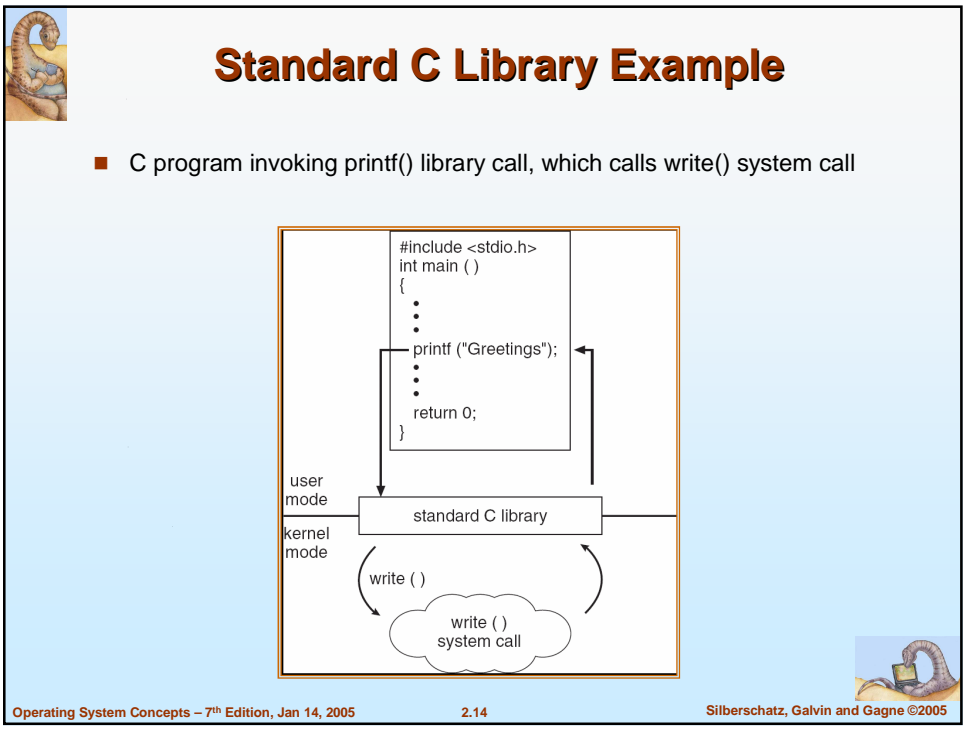 Standard C Library Example
C program invoking printf() library call, which calls write() system call
#include <stdio.h>
int main ( )
{
•
•
•
printf ("Greetings");
•
•
•
return 0;
}
user
mode
standard C library
kernel
mode
write ( )
write ( )
system call
Operating System Concepts – 7th Edition, Jan 14, 2005
2.14
Silberschatz, Galvin and Gagne ©2005